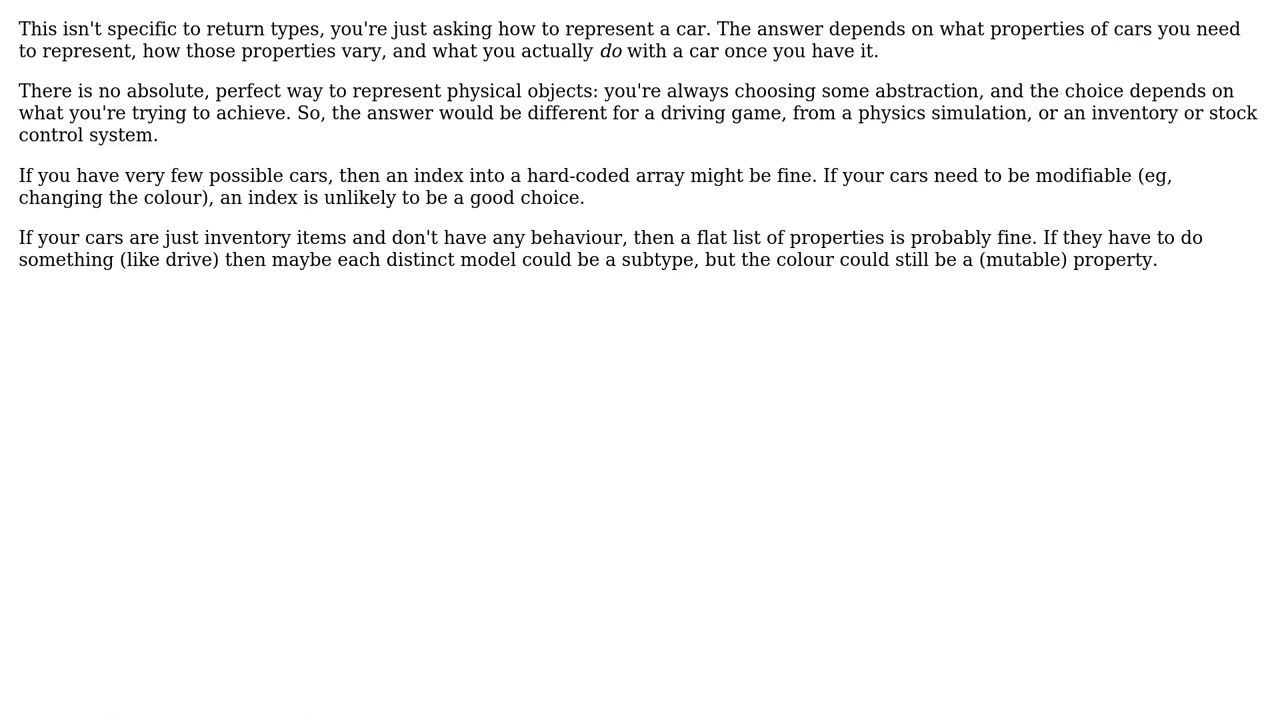 This isn't specific to return types, you're just asking how to represent a car. The answer depends on what properties of cars you need
to represent, how those properties vary, and what you actually do with a car once you have it.
There is no absolute, perfect way to represent physical objects: you're always choosing some abstraction, and the choice depends on
what you're trying to achieve. So, the answer would be different for a driving game, from a physics simulation, or an inventory or stock
control system.
If you have very few possible cars, then an index into a hard-coded array might be fine. If your cars need to be modifiable (eg,
changing the colour), an index is unlikely to be a good choice.
If your cars are just inventory items and don't have any behaviour, then a flat list of properties is probably fine. If they have to do
something (like drive) then maybe each distinct model could be a subtype, but the colour could still be a (mutable) property.